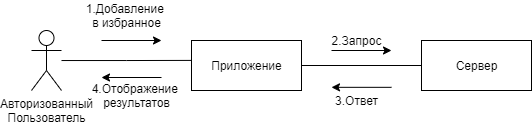 1.Добавление
в избранное
2.Запрос
Приложение
Сервер
4.Отображение
результатов
3.Ответ
Авторизованный
Пользователь